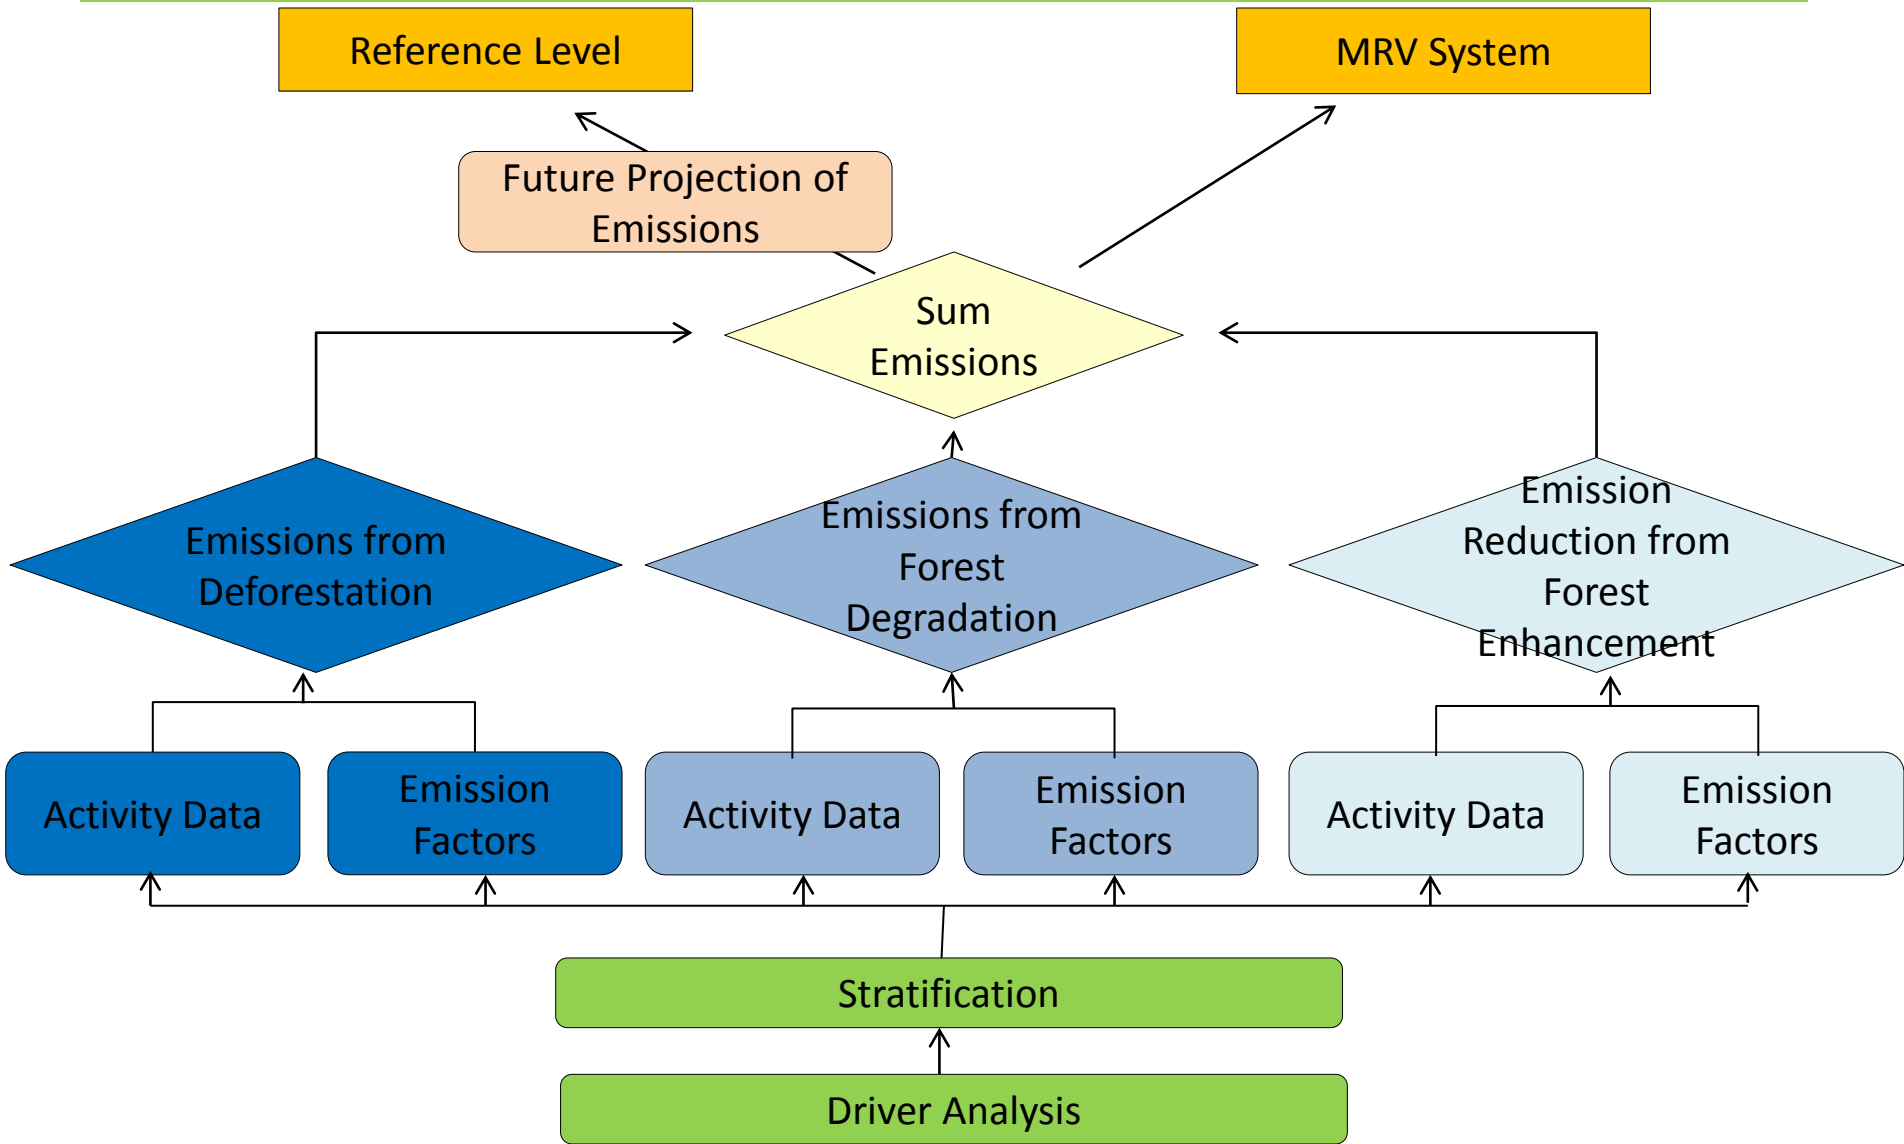 Reference Level
MRV System
Future Projection of
Emissions
Sum
Emissions
Emissions from
Deforestation
Emissions from
Forest
Degradation
Emission
Reduction from
Forest
Enhancement
Activity Data
Emission
Factors
Activity Data
Emission
Factors
Activity Data
Emission
Factors
Stratification
Driver Analysis